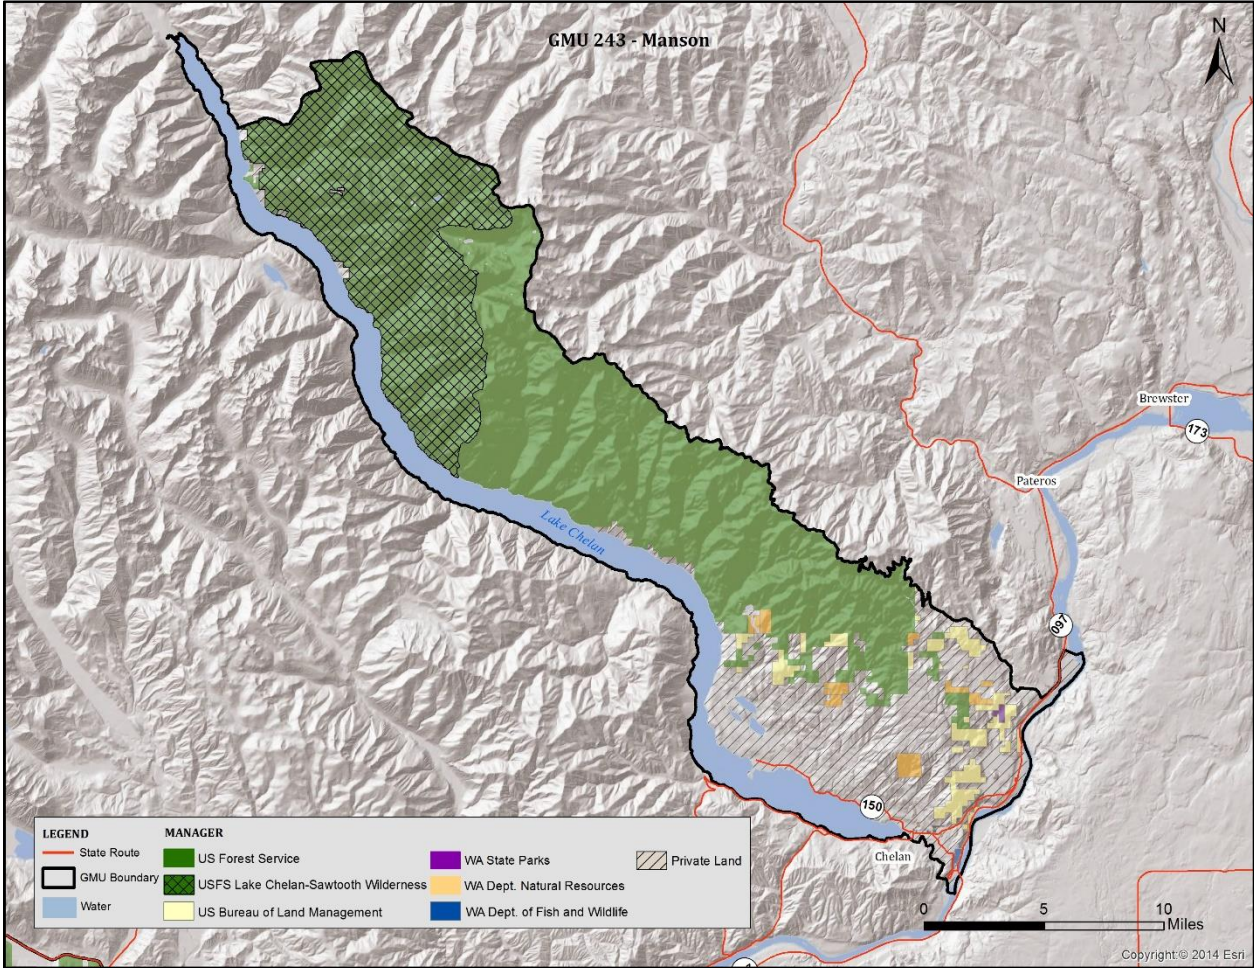 GMU 243 - Manson
N
Brewster
173
Pateros
Lake Chelan
097
150
Chelan
LEGEND
State Route
GMU Boundary
Water
MANAGER
US Forest Service
USFS Lake Chelan-Sawtooth Wilderness
US Bureau of Land Management
WA State Parks
WA Dept. Natural Resources
WA Dept. of Fish and Wildlife
Private Land
0 5 10
Miles
Copyright:© 2014 Esri